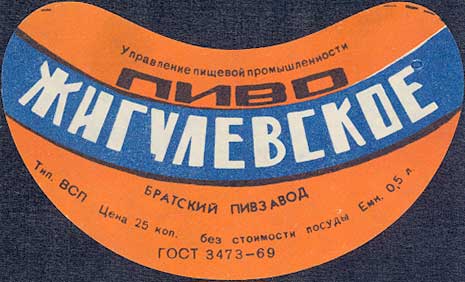 Управление пищевой промышленности
ПИВО
ЖИГУЛЕВСКОЕ
БРАТСКИЙ ПИВЗАВОД
Тип. ВСП Цена 25 коп. без стоимости посуды Емк. 0,5 л.
ГОСТ 3473-69